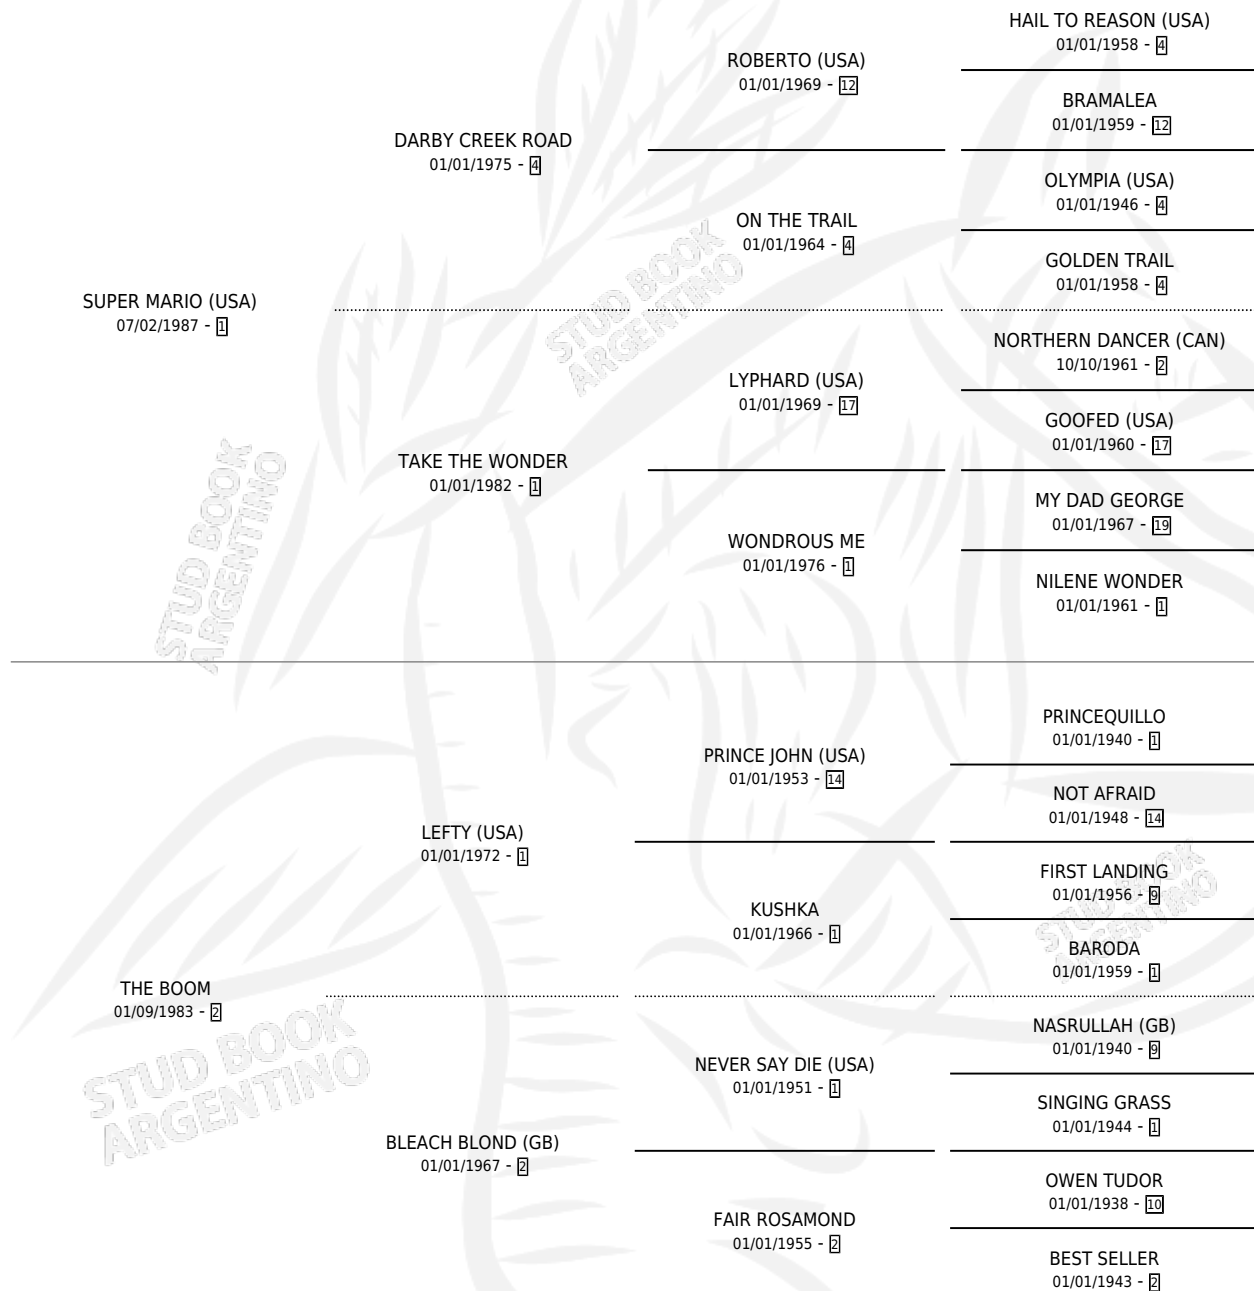 HAIL TO REASON (USA)
01/01/1958 - 4
ROBERTO (USA)
01/01/1969 - 12
BRAMALEA
01/01/1959 - 12
DARBY CREEK ROAD
01/01/1975 - 4
OLYMPIA (USA)
01/01/1946 - 4
ON THE TRAIL
01/01/1964 - 4
GOLDEN TRAIL
01/01/1958 - 4
SUPER MARIO (USA)
07/02/1987 - 1
NORTHERN DANCER (CAN)
10/10/1961 - 2
LYPHARD (USA)
01/01/1969 - 17
GOOFED (USA)
01/01/1960 - 17
TAKE THE WONDER
01/01/1982 - 1
MY DAD GEORGE
01/01/1967 - 19
WONDROUS ME
01/01/1976 - 1
NILENE WONDER
01/01/1961 - 1
PRINCEQUILLO
01/01/1940 - 1
PRINCE JOHN (USA)
01/01/1953 - 14
NOT AFRAID
01/01/1948 - 14
LEFTY (USA)
01/01/1972 - 1
FIRST LANDING
01/01/1956 - 9
KUSHKA
01/01/1966 - 1
BARODA
01/01/1959 - 1
THE BOOM
01/09/1983 - 2
NASRULLAH (GB)
01/01/1940 - 9
NEVER SAY DIE (USA)
01/01/1951 - 1
SINGING GRASS
01/01/1944 - 1
BLEACH BLOND (GB)
01/01/1967 - 2
OWEN TUDOR
01/01/1938 - 10
FAIR ROSAMOND
01/01/1955 - 2
BEST SELLER
01/01/1943 - 2
STUD BOOK
ARGENTINO
STUD BOOK
ARGENTINO
STUD BOOK
ARGENTINO
STUD BOOK
ARGENTINO